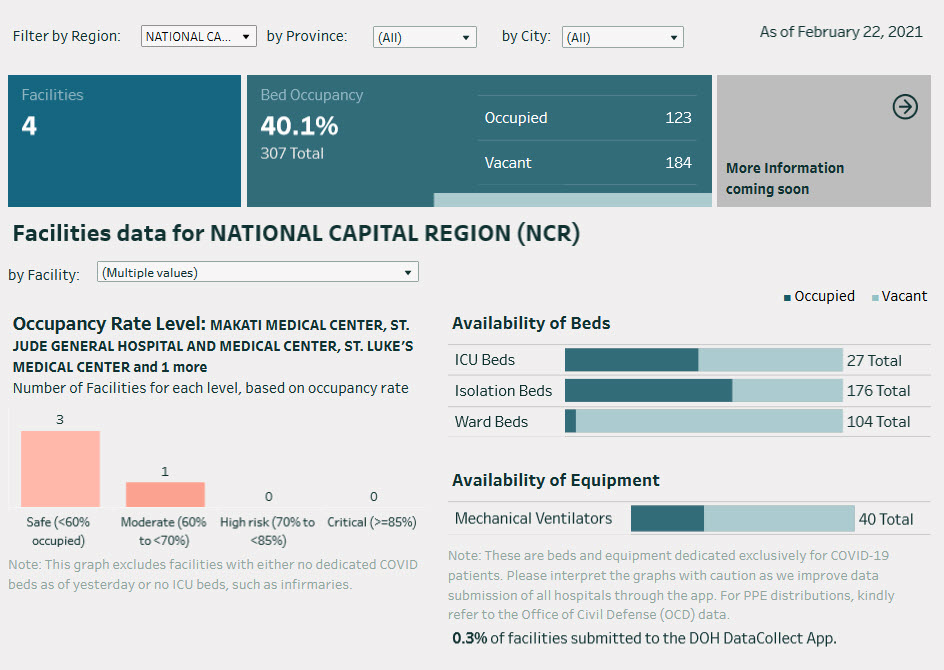 Filter by Region: NATIONAL CA... by Province: (All) by City: (All) As of February 22, 2021
Facilities
4
Bed Occupancy
40.1%
307 Total
Occupied 123
Vacant 184
More Information
coming soon
Facilities data for NATIONAL CAPITAL REGION (NCR)
by Facility: (Multiple values)
Occupancy Rate Level: MAKATI MEDICAL CENTER, ST.
JUDE GENERAL HOSPITAL AND MEDICAL CENTER, ST. LUKE'S
MEDICAL CENTER and 1 more
Number of Facilities for each level, based on occupancy rate
3
1
0
0
Safe (<60%
occupied)
Moderate (60%
to <70%)
High risk (70% to
<85%)
Critical (>=85%)
Note: This graph excludes facilities with either no dedicated COVID
beds as of yesterday or no ICU beds, such as infirmaries.
Occupied Vacant
Availability of Beds
ICU Beds 27 Total
Isolation Beds 176 Total
Ward Beds 104 Total
Availability of Equipment
Mechanical Ventilators 40 Total
Note: These are beds and equipment dedicated exclusively for COVID-19
patients. Please interpret the graphs with caution as we improve data
submission of all hospitals through the app. For PPE distributions, kindly
refer to the Office of Civil Defense (OCD) data.
0.3% of facilities submitted to the DOH DataCollect App.